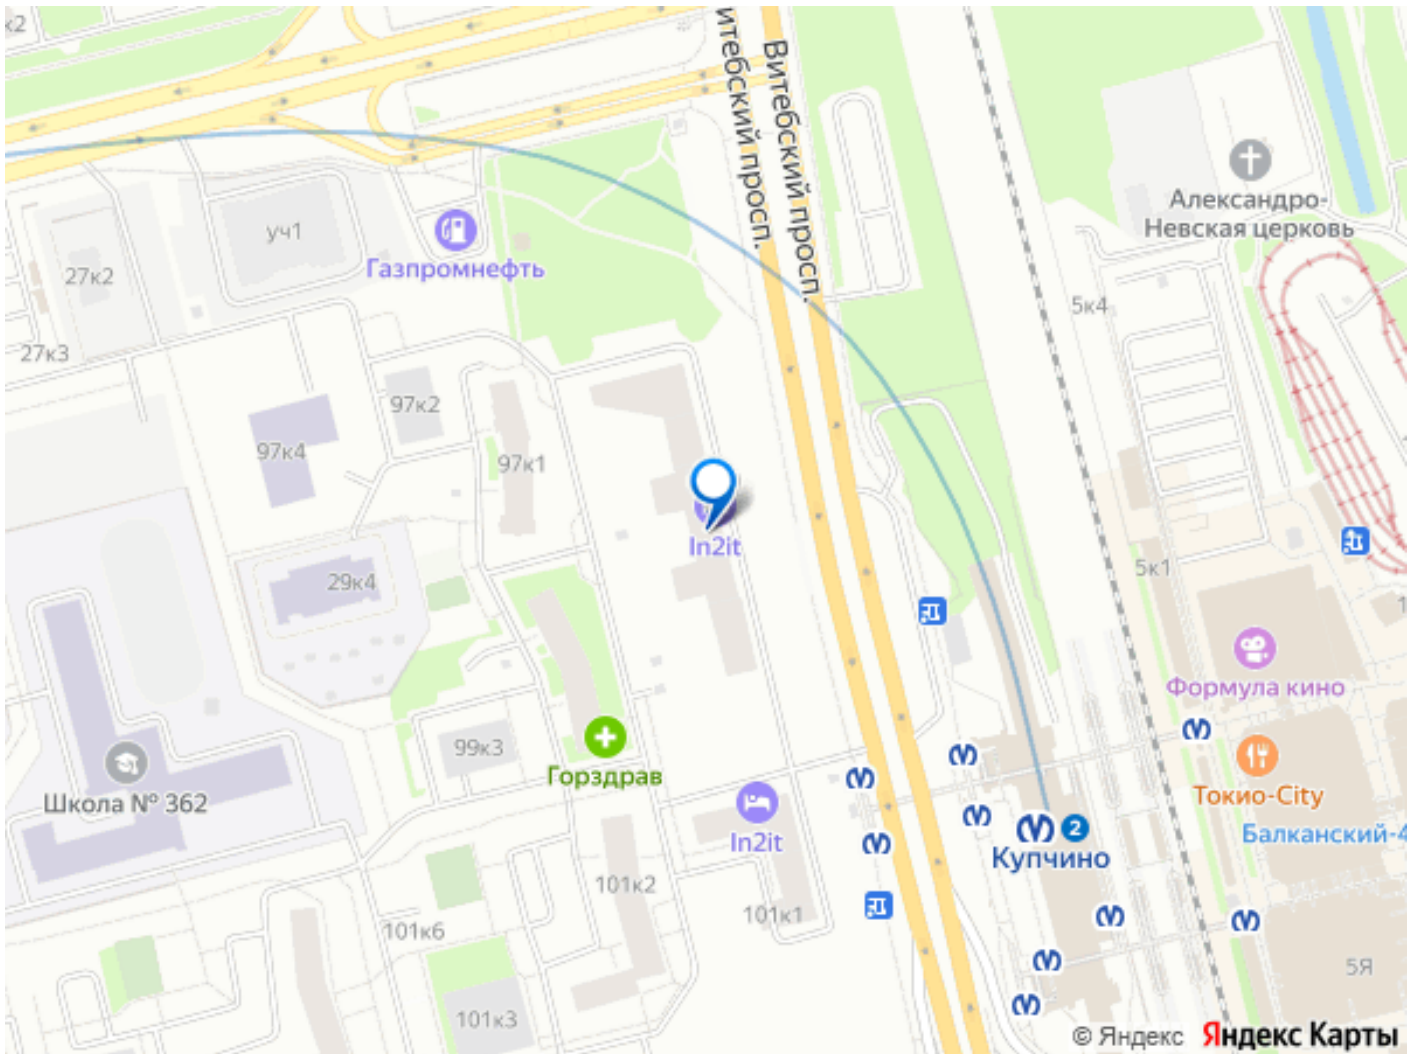 к2
Витебский просп.
итебский просп.
Александро-
Невская церковь
уч1
27к2
Газпромнефть
5к4
27к3
97к2
97к4
97к1
In2it
29к4
5к1
Формула кино
99к3
Горздрав
Школа № 362
Токио-City
In2it
2
Купчино
Балканский-4
101к2
101к1
101к6
5Я
101к3
© Яндекс Яндекс Карты